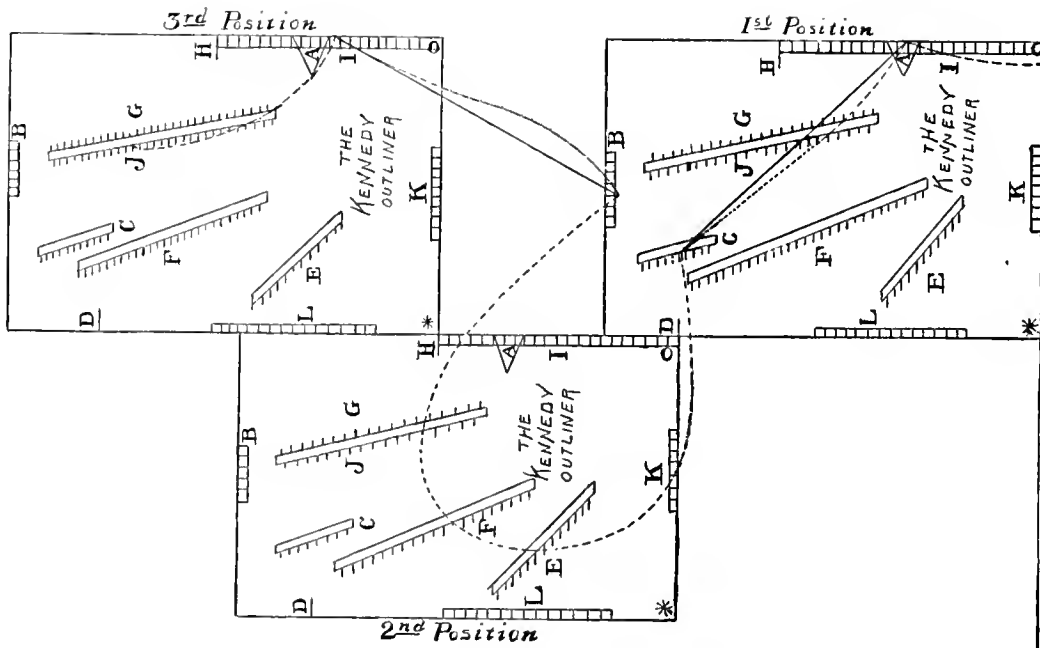 3rd Position
1st Position
H
A
I
O
B
G
J
THE
KENNEDY
OUTLINER
K
C
F
E
D
L
*
H
A
I
O
B
G
J
THE
KENNEDY
OUTLINER
K
C
F
E
L
D
*
H
A
I
O
B
G
J
THE
KENNEDY
OUTLINER
K
C
F
E
D
L
*
2nd Position